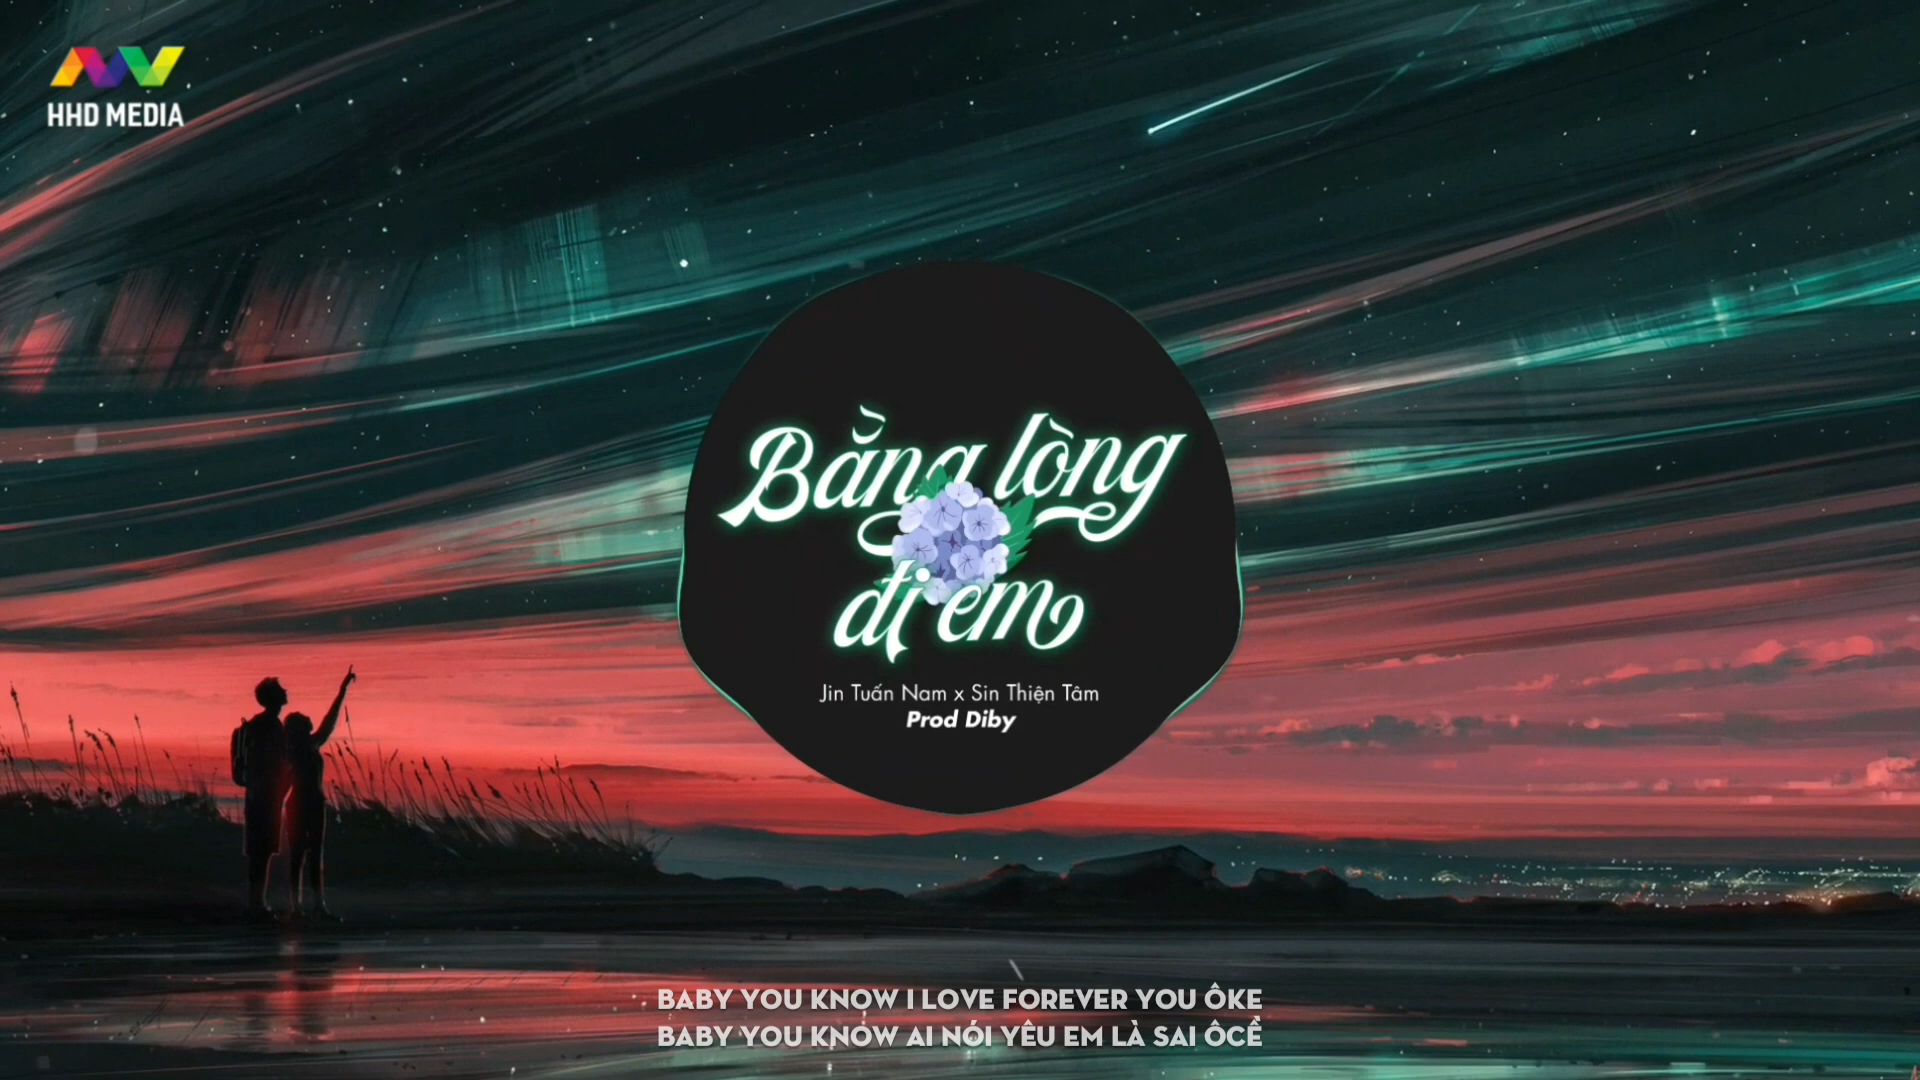 HHD MEDIA
Bằng lòng
đi em
Jin Tuấn Nam x Sin Thiện Tâm
Prod Diby
BABY YOU KNOW I LOVE FOREVER YOU ÔKE
BABY YOU KNOW AI NÓI YÊU EM LÀ SAI ÔCỀ